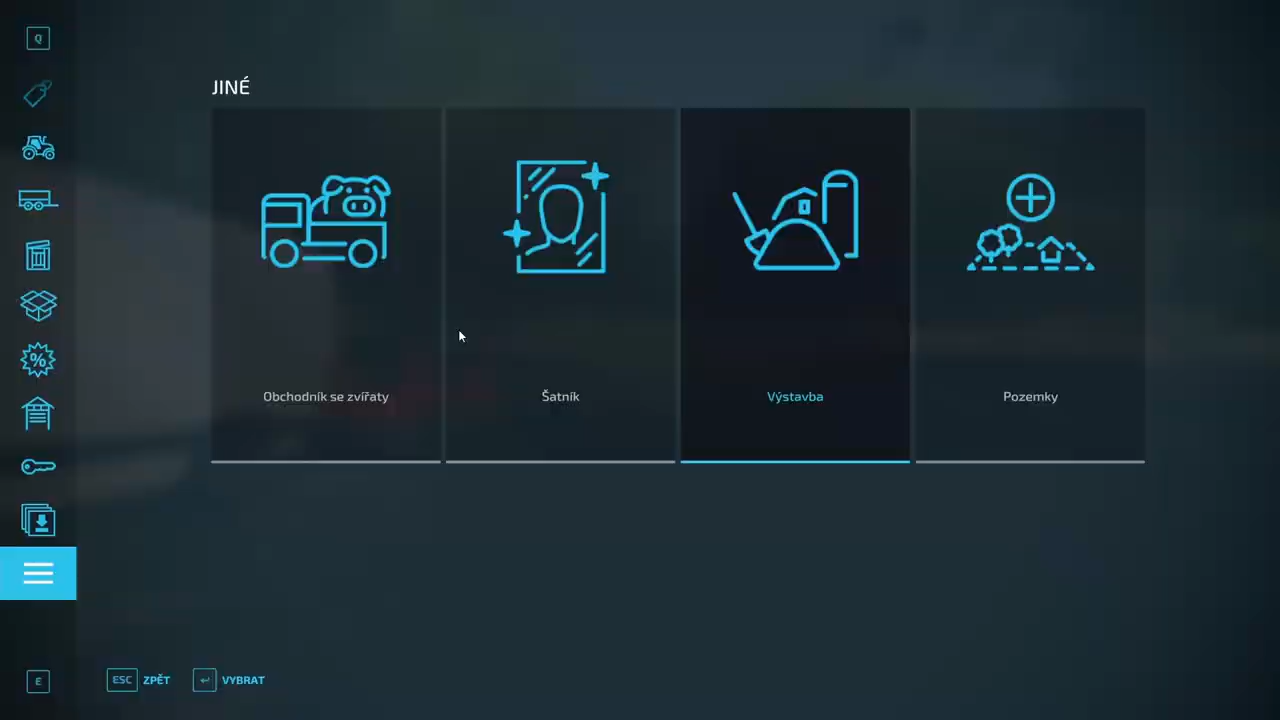 Q
JINÉ
%
Obchodník se zvířaty
Šatník
Výstavba
Pozemky
E
ESC ZPĚT
VYBRAT